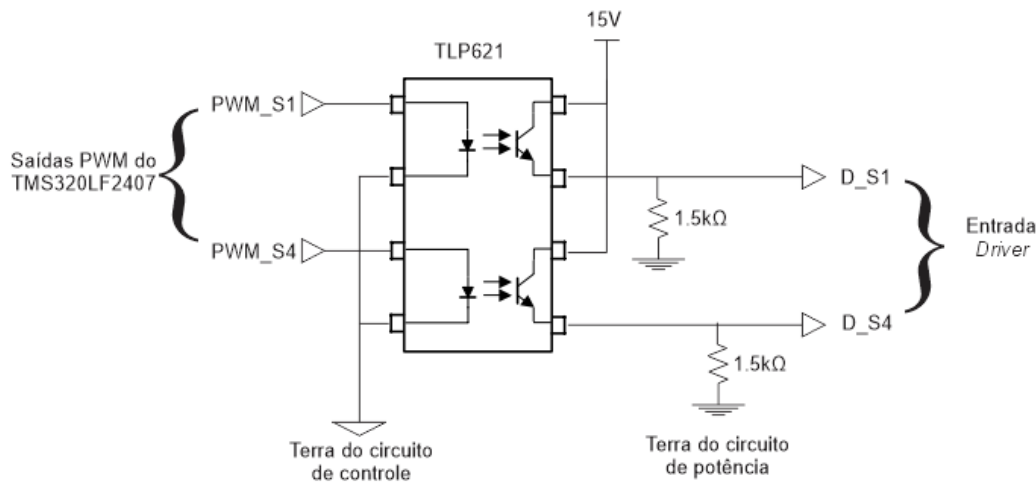 15V
TLP621
PWM_S1
Saídas PWM do
TMS320LF2407
PWM_S4
D_S1
1.5kΩ
Entrada
Driver
D_S4
1.5kΩ
Terra do circuito
de controle
Terra do circuito
de potência